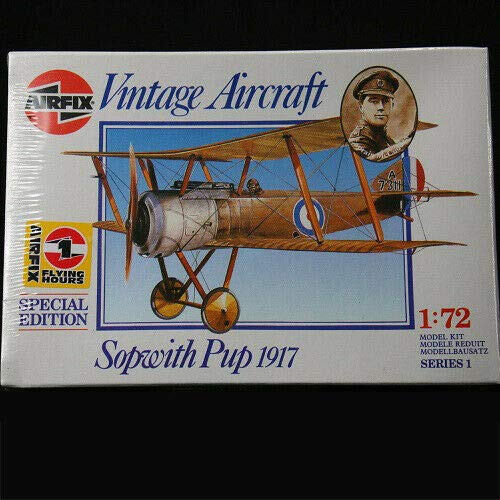 AIRFIX
Vintage Aircraft
A
7311
AIRFIX
1
FLYING
HOURS
SPECIAL
EDITION
1:72
MODEL KIT
MODELE REDUIT
MODELLBAUSATZ
SERIES 1
Sopwith Pup 1917